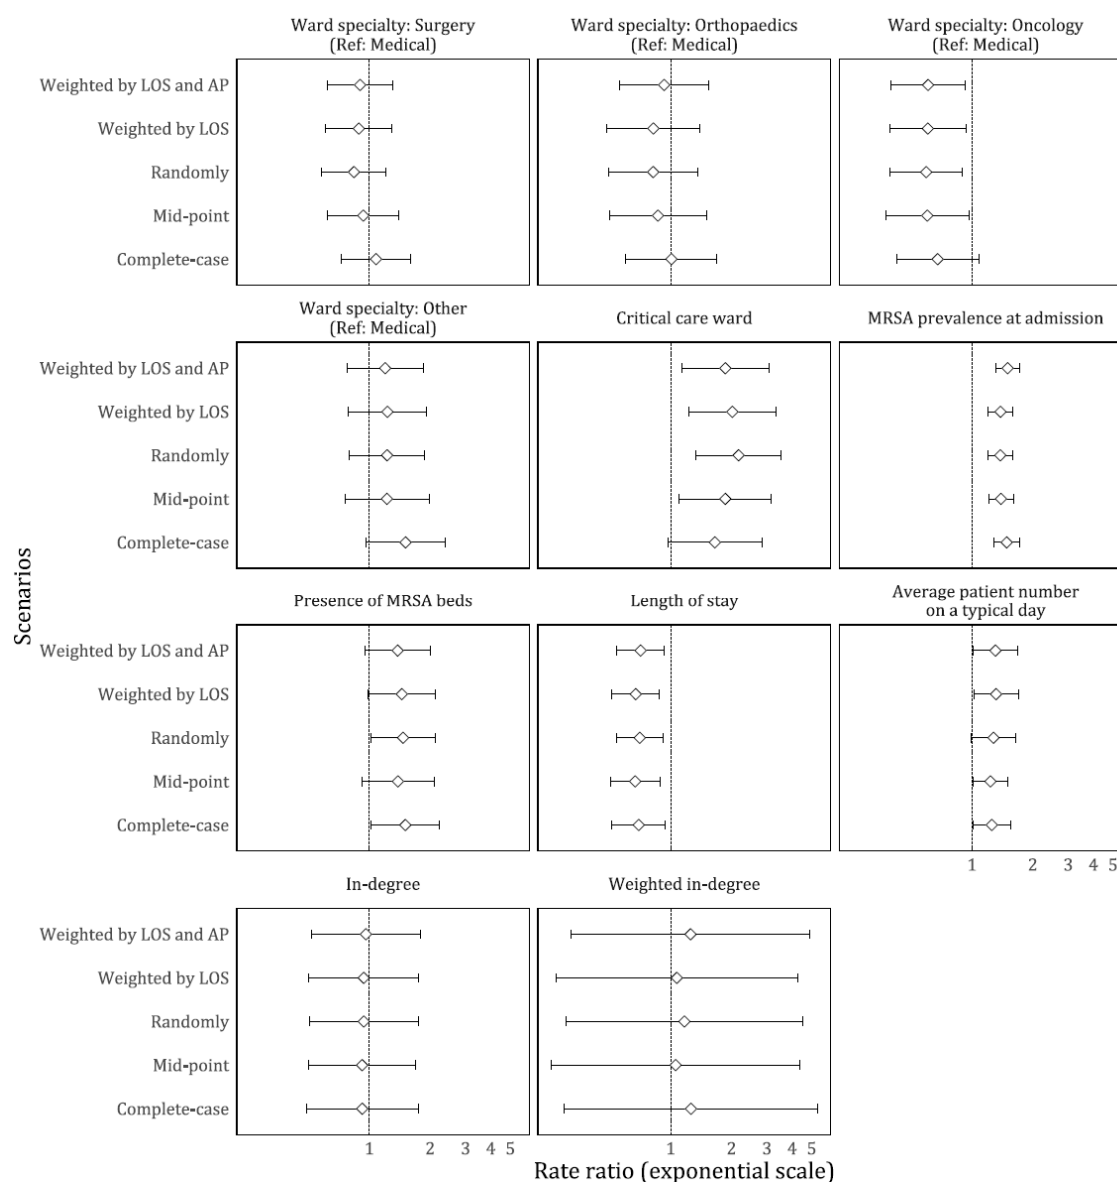 Ward specialty: Surgery
(Ref: Medical)
Ward specialty: Orthopaedics
(Ref: Medical)
Ward specialty: Oncology
(Ref: Medical)
Weighted by LOS and AP
Weighted by LOS
Randomly
Mid-point
Complete-case
Ward specialty: Other
(Ref: Medical)
Critical care ward
MRSA prevalence at admission
Weighted by LOS and AP
Weighted by LOS
Randomly
Mid-point
Complete-case
Scenarios
Presence of MRSA beds
Length of stay
Average patient number
on a typical day
Weighted by LOS and AP
Weighted by LOS
Randomly
Mid-point
Complete-case
1 2 3 4 5
In-degree
Weighted in-degree
Weighted by LOS and AP
Weighted by LOS
Randomly
Mid-point
Complete-case
1 2 3 4 5
1 2 3 4 5
Rate ratio (exponential scale)